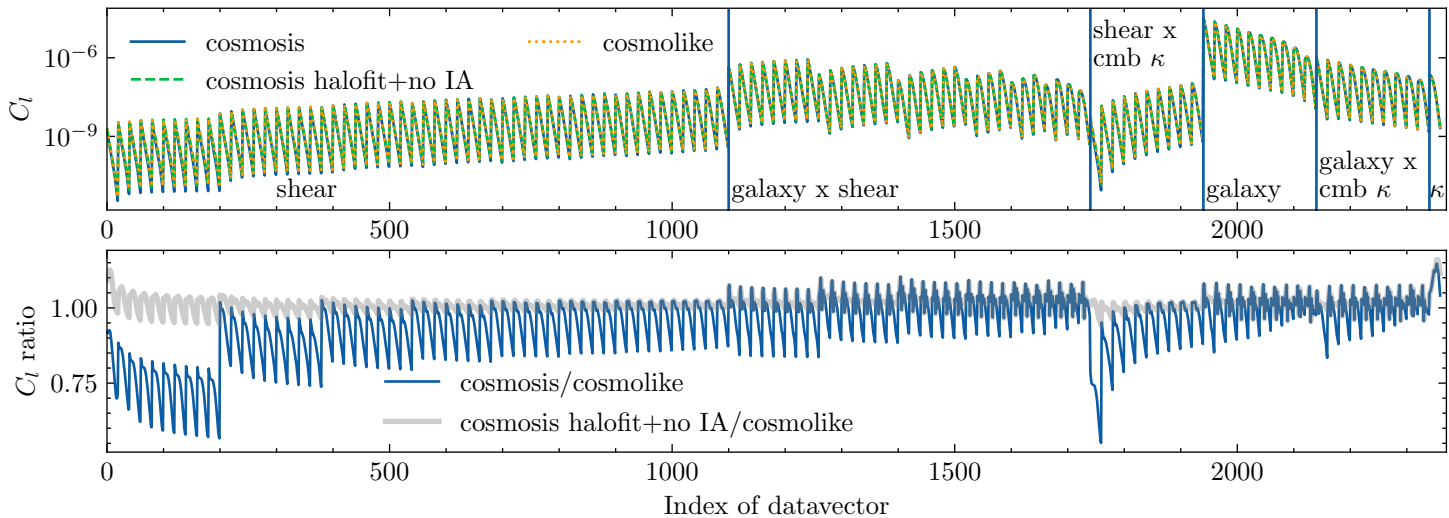 10⁻⁶
10⁻⁹
C_l
cosmosis
cosmolike
cosmosis halofit+no IA
shear
galaxy x shear
shear x
cmb κ
galaxy
galaxy x
cmb κ
κ
0 500 1000 1500 2000
1.00
0.75
C_l ratio
cosmosis/cosmolike
cosmosis halofit+no IA/cosmolike
0 500 1000 1500 2000
Index of datavector